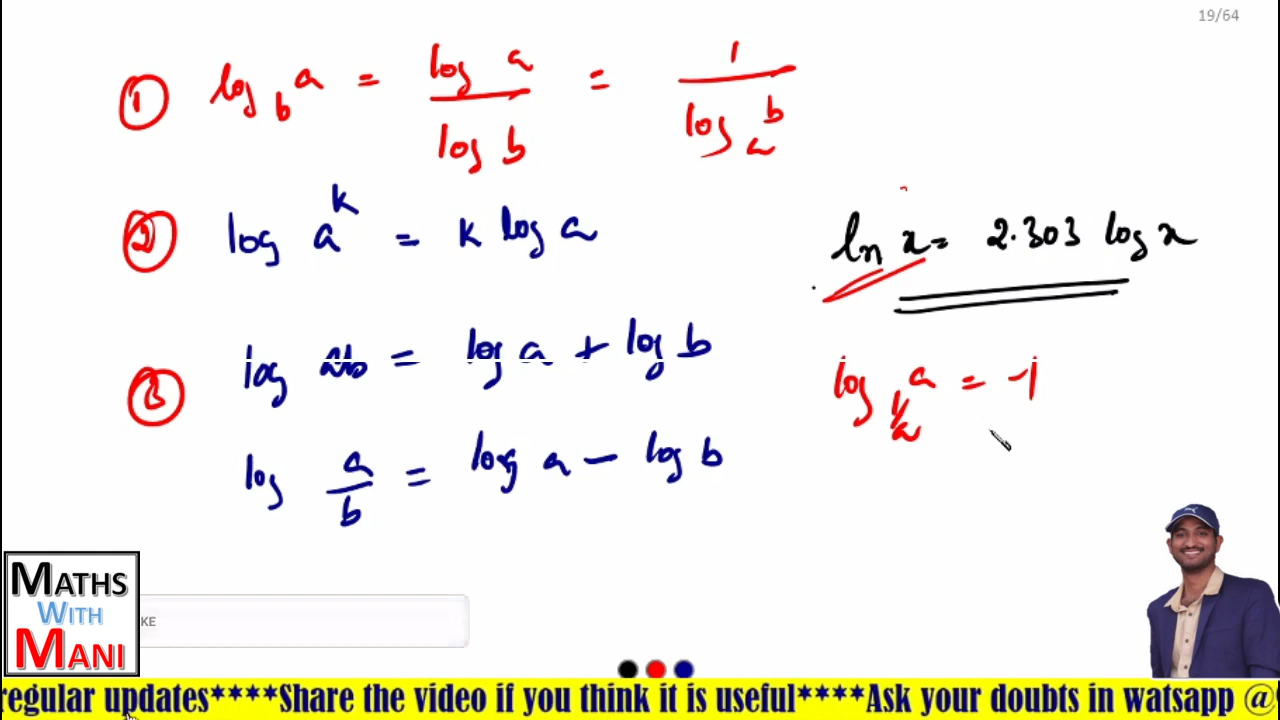 19/64
① log_b a = log a / log b = 1 / log_a b
② log a^k = k log a
ln x = 2.303 log x
③ log ab = log a + log b
log_{1/a} a = -1
log a/b = log a - log b
MATHS
WITH
MANI
KE
regular updates****Share the video if you think it is useful****Ask your doubts in watsapp @